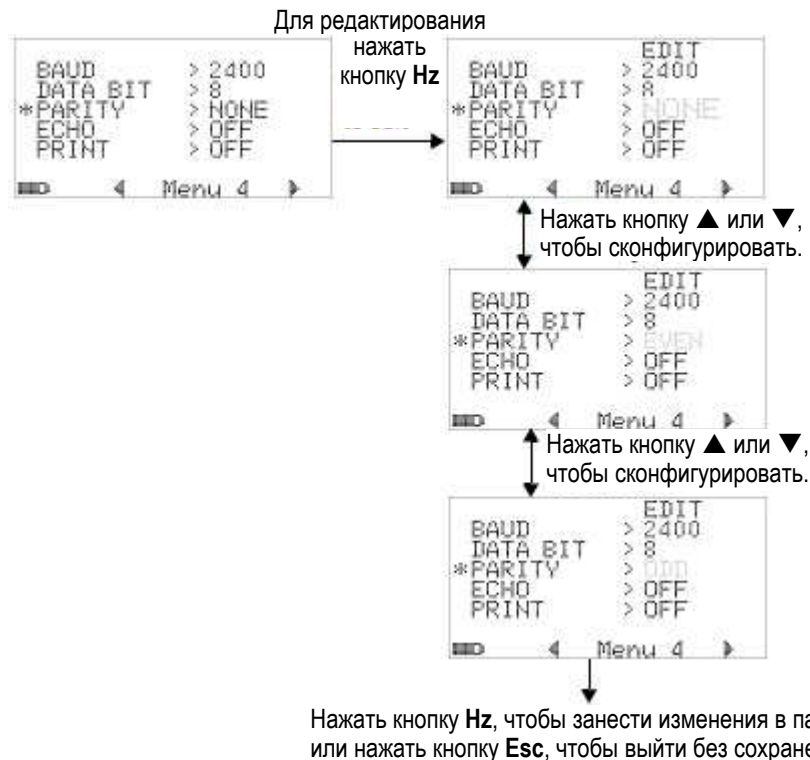 Для редактирования
нажать
кнопку Hz
BAUD > 2400
DATA BIT > 8
*PARITY > NONE
ECHO > OFF
PRINT > OFF
Menu 4
EDIT
BAUD > 2400
DATA BIT > 8
*PARITY > NONE
ECHO > OFF
PRINT > OFF
Menu 4
Нажать кнопку ▲ или ▼,
чтобы сконфигурировать.
EDIT
BAUD > 2400
DATA BIT > 8
*PARITY > EVEN
ECHO > OFF
PRINT > OFF
Menu 4
Нажать кнопку ▲ или ▼,
чтобы сконфигурировать.
EDIT
BAUD > 2400
DATA BIT > 8
*PARITY > ODD
ECHO > OFF
PRINT > OFF
Menu 4
Нажать кнопку Hz, чтобы занести изменения в
или нажать кнопку Esc, чтобы выйти без